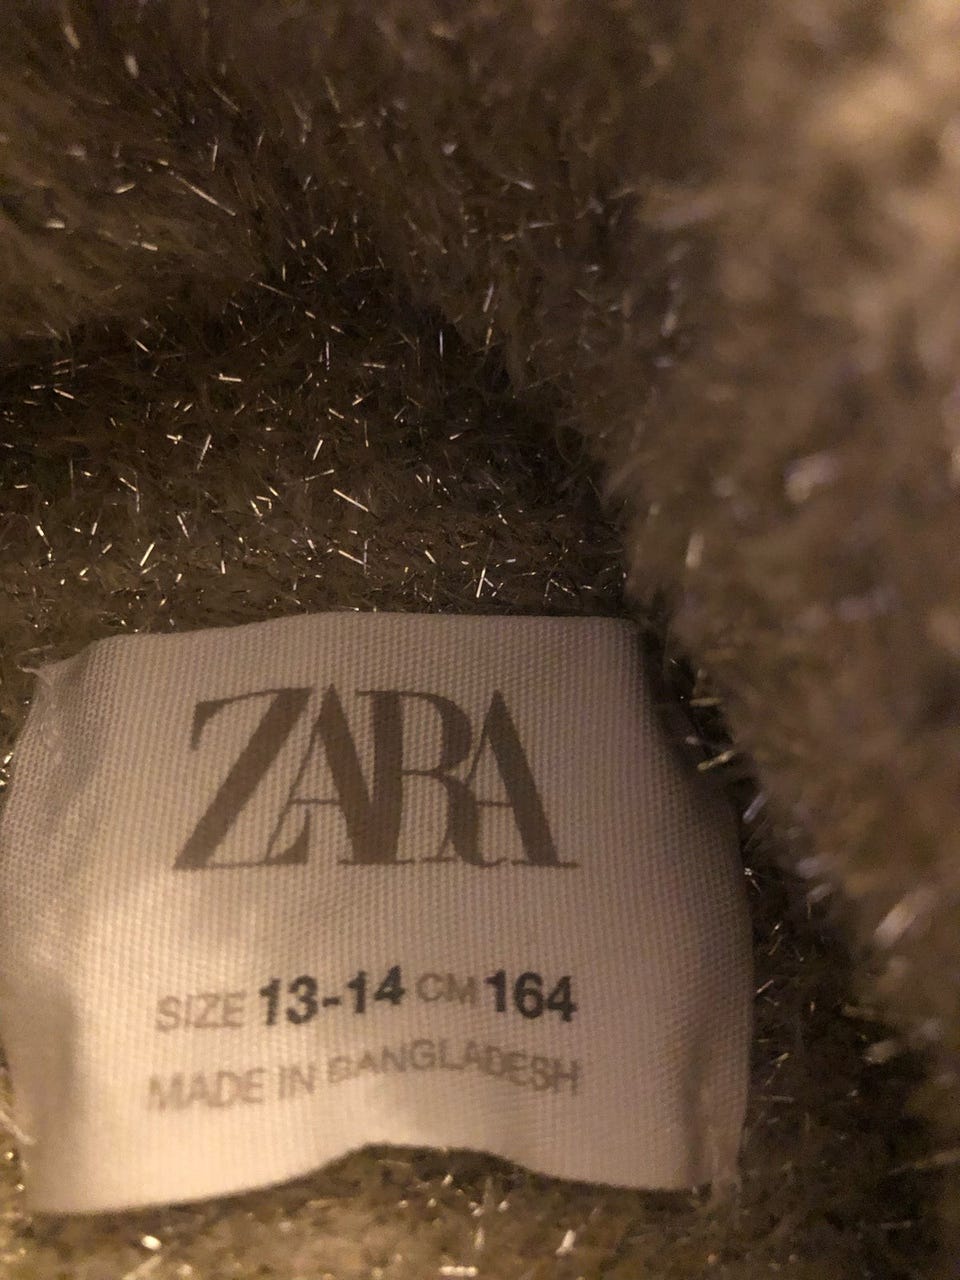 ZARA
SIZE 13-14 CM 164
MADE IN BANGLADESH